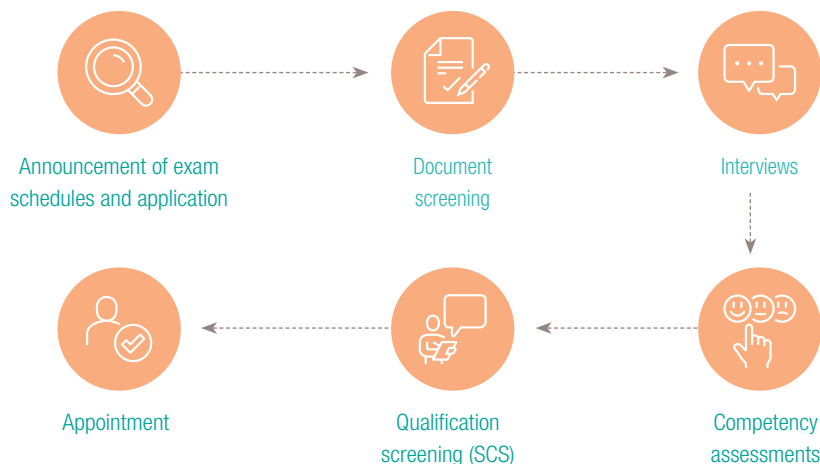 Announcement of exam
schedules and application
Document
screening
Interviews
Appointment
Qualification
screening (SCS)
Competency
assessments